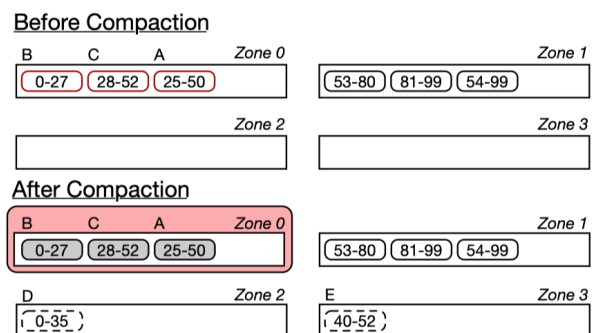 Before Compaction
B C A Zone 0 Zone 1
0-27 28-52 25-50 53-80 81-99 54-99
Zone 2 Zone 3
After Compaction
B C A Zone 0 Zone 1
0-27 28-52 25-50 53-80 81-99 54-99
D Zone 2 E Zone 3
0-35 40-52